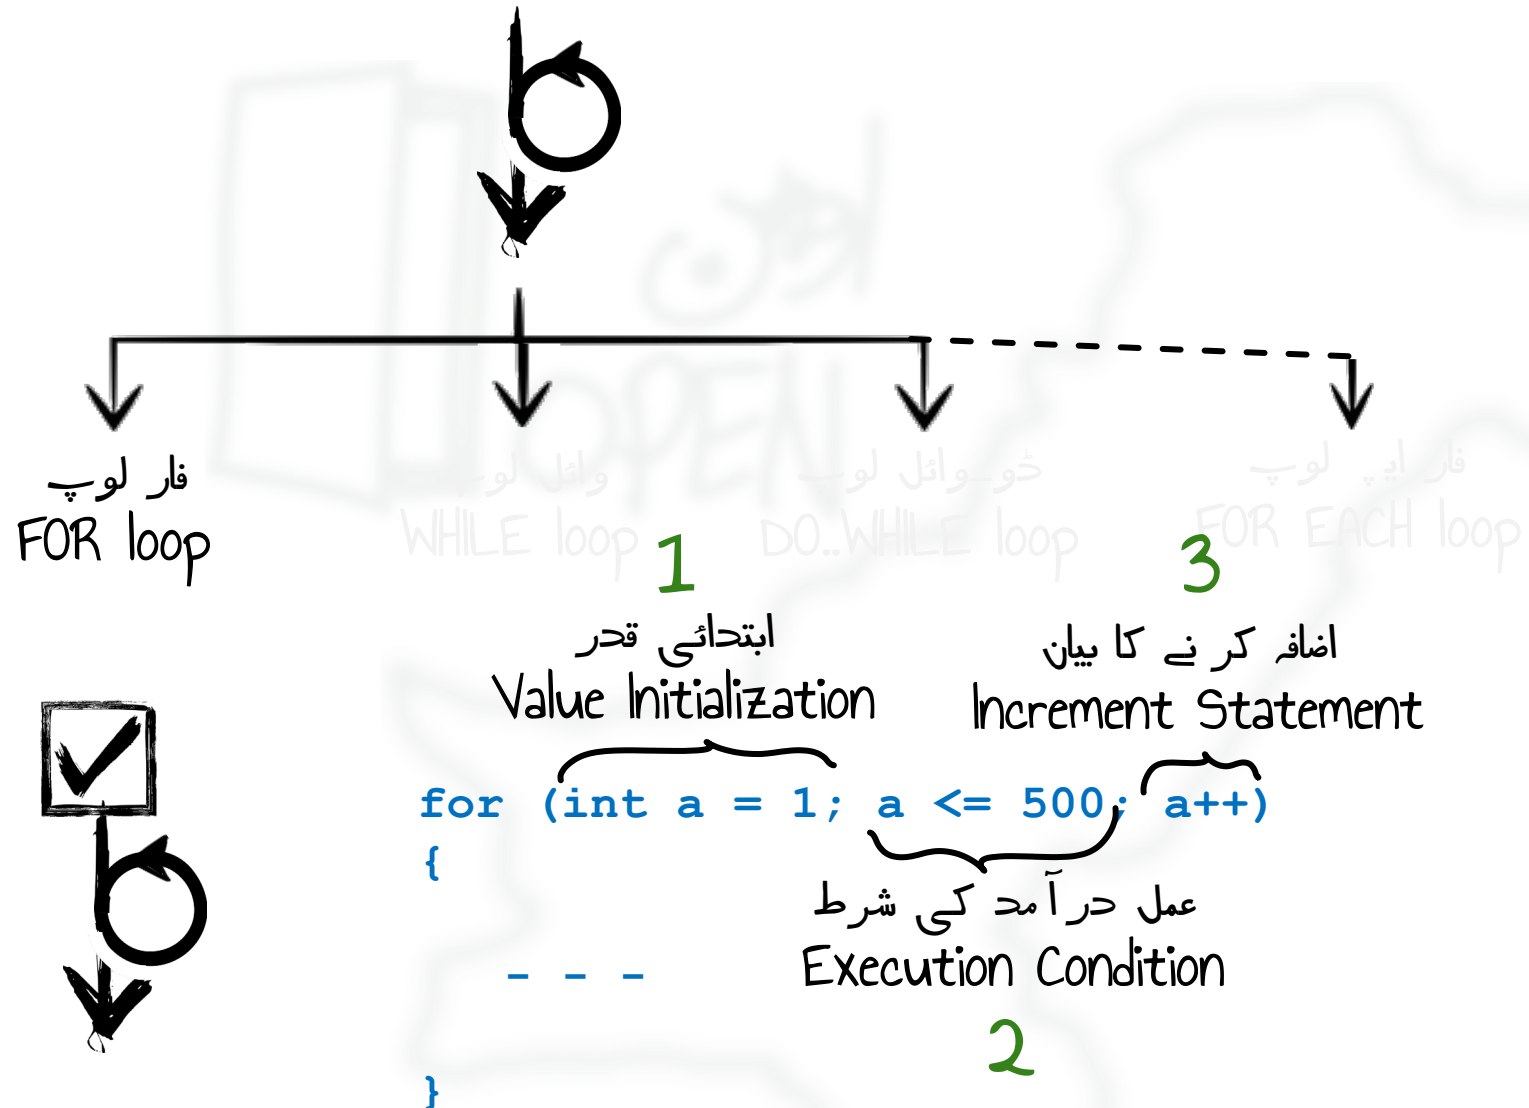 فار لوپ
FOR loop
وائل لوپ
WHILE loop
ڈو..وائل لوپ
DO..WHILE loop
لوپ
FOR EACH loop
1
ابتدائی قدر
Value Initialization
3
اضافہ کرنے کا بیان
Increment Statement
for (int a = 1; a <= 500; a++)
{
عمل درآمد کی شرط
Execution Condition
2
- - -
}
OPEN